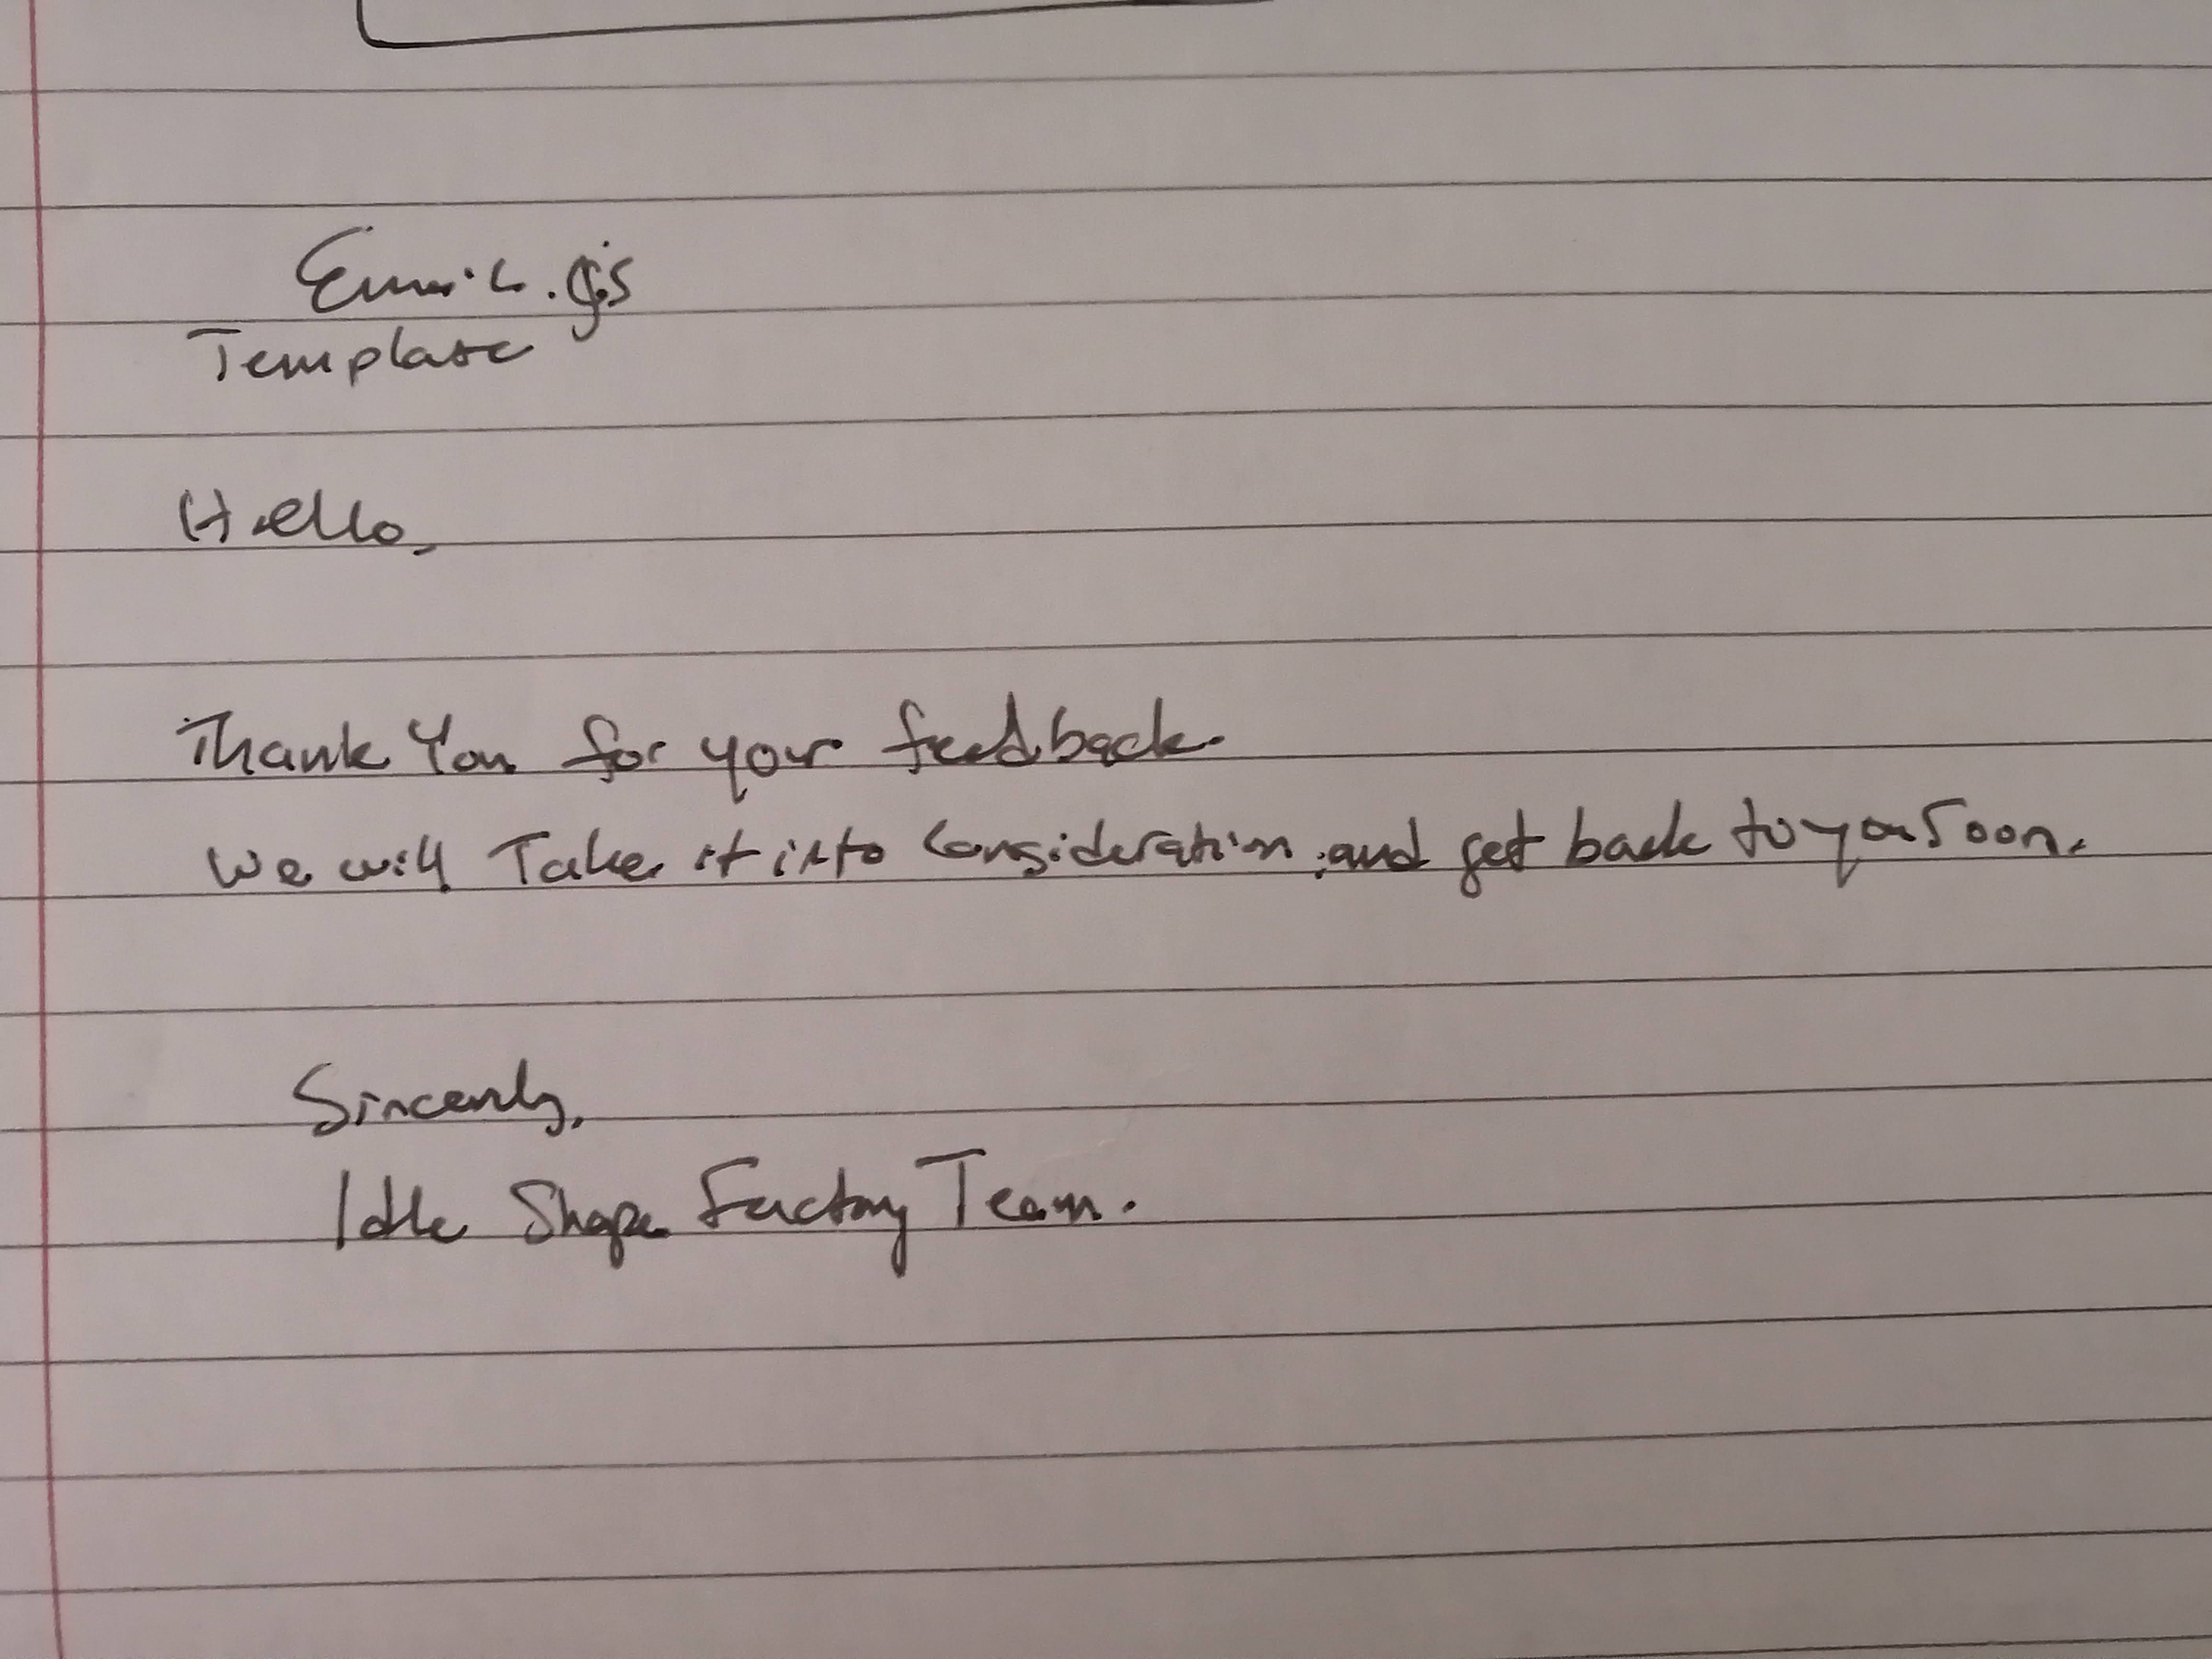 Email.js
Template
Hello,
Thank You for your feedback.
We will Take it into Consideration and get back to you Soon.
Sincerely,
Idle Shape Factory Team.